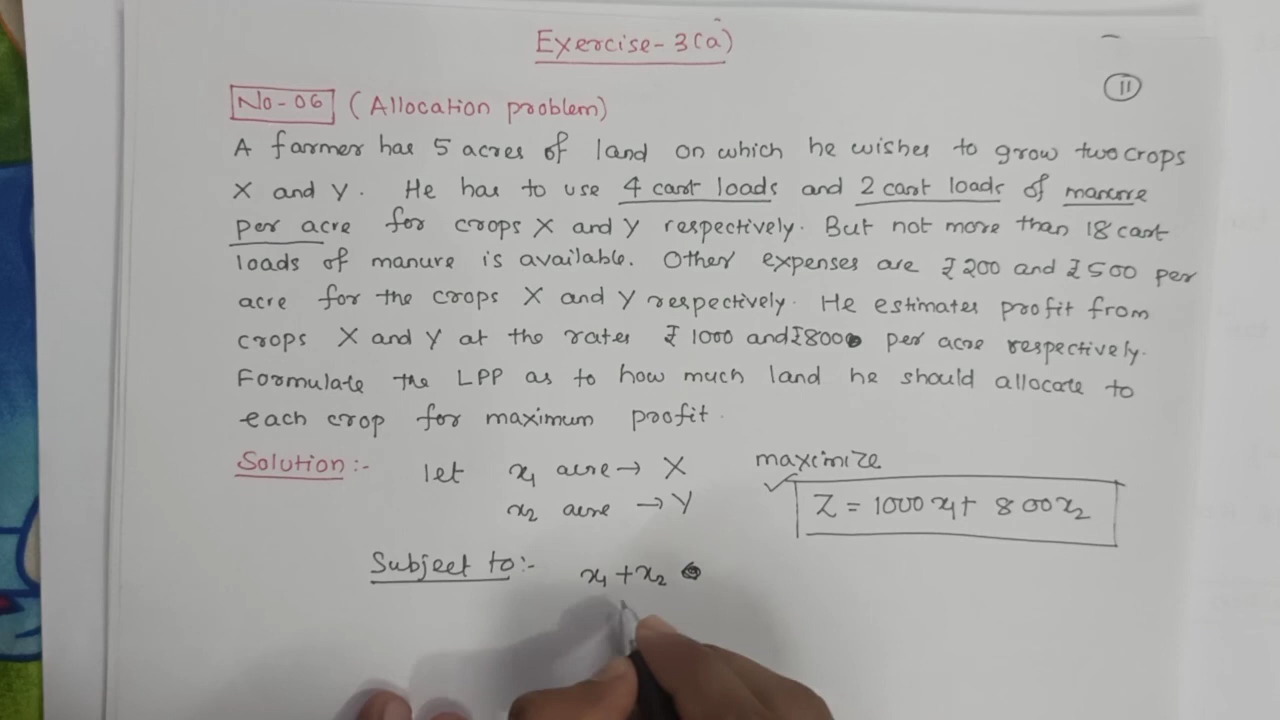 Exercise-3(a)
11
No-06 (Allocation problem)
A farmer has 5 acres of land on which he wishes to grow two crops
X and Y. He has to use 4 cart loads and 2 cart loads of manure
per acre for crops X and Y respectively. But not more than 18 cart
loads of manure is available. Other expenses are ₹200 and ₹500 per
acre for the crops X and Y respectively. He estimates profit from
crops X and Y at the rates ₹1000 and ₹800 per acre respectively.
Formulate the LPP as to how much land he should allocate to
each crop for maximum profit.
Solution:- let x₁ acre → X maximize
x₂ acre → Y Z = 1000x₁ + 800x₂
Subject to:- x₁ + x₂